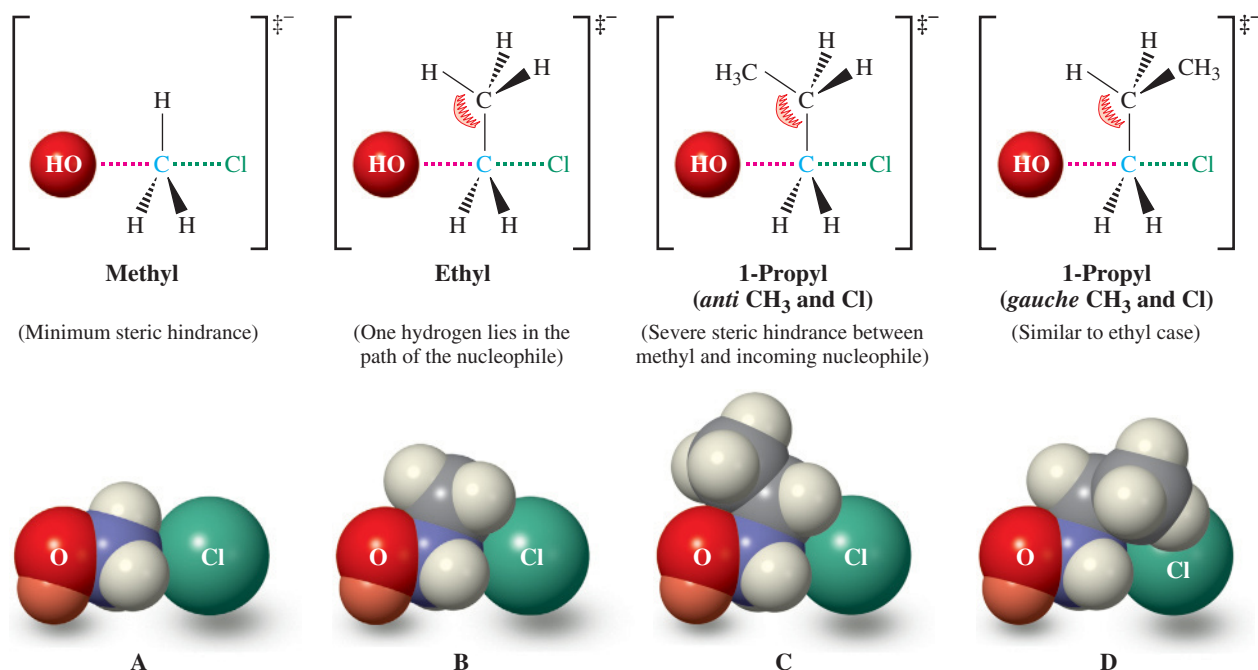 ‡−
H
HO
C
Cl
H
H
Methyl
(Minimum steric hindrance)
‡−
H
H
H
C
HO
C
Cl
H
H
Ethyl
(One hydrogen lies in the
path of the nucleophile)
‡−
H
H₃C
H
C
HO
C
Cl
H
H
1-Propyl
(anti CH₃ and Cl)
(Severe steric hindrance between
methyl and incoming nucleophile)
‡−
H
H
CH₃
C
HO
C
Cl
H
H
1-Propyl
(gauche CH₃ and Cl)
(Similar to ethyl case)
O
Cl
A
O
Cl
B
O
Cl
C
O
Cl
D